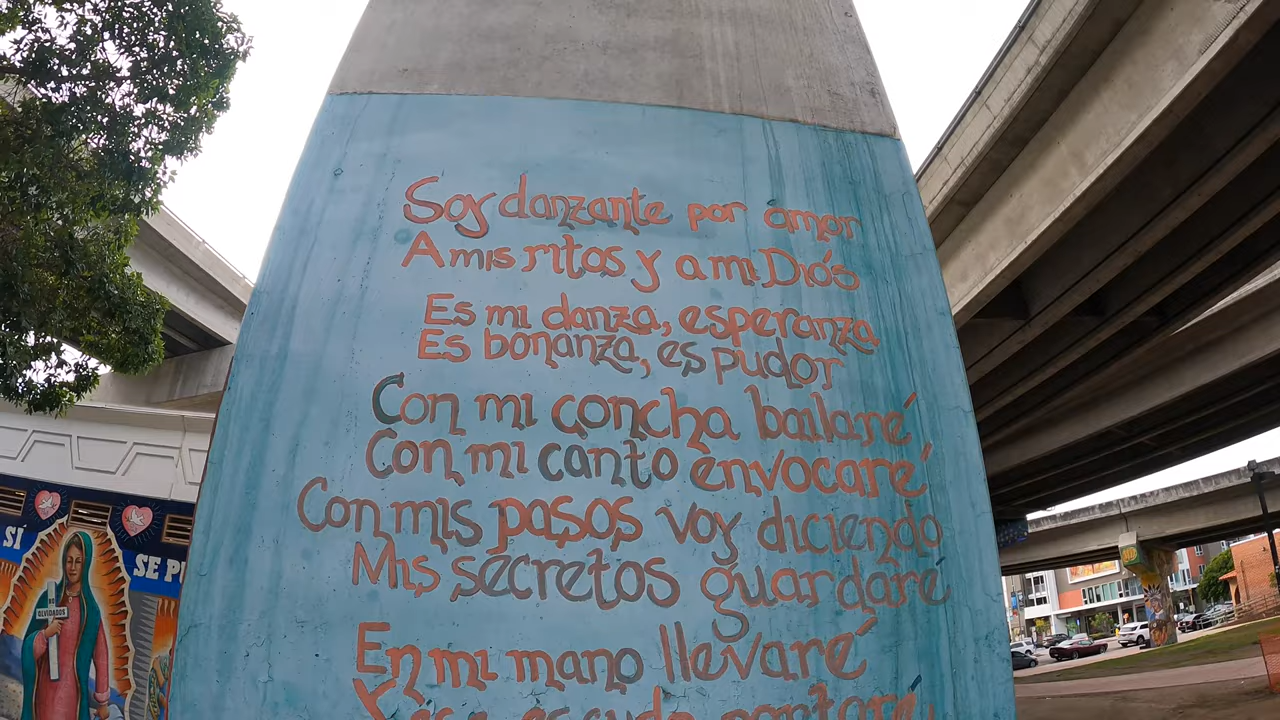 Soy danzante por amor
A mis ritos y a mi Diós
Es mi danza, esperanza
Es bonanza, es pudor
Con mi concha bailaré
Con mi canto envocaré
Con mis pasos voy diciendo
Mis secretos guardaré
En mi mano llevaré
SÍ
SE PU
OLVIDADOS